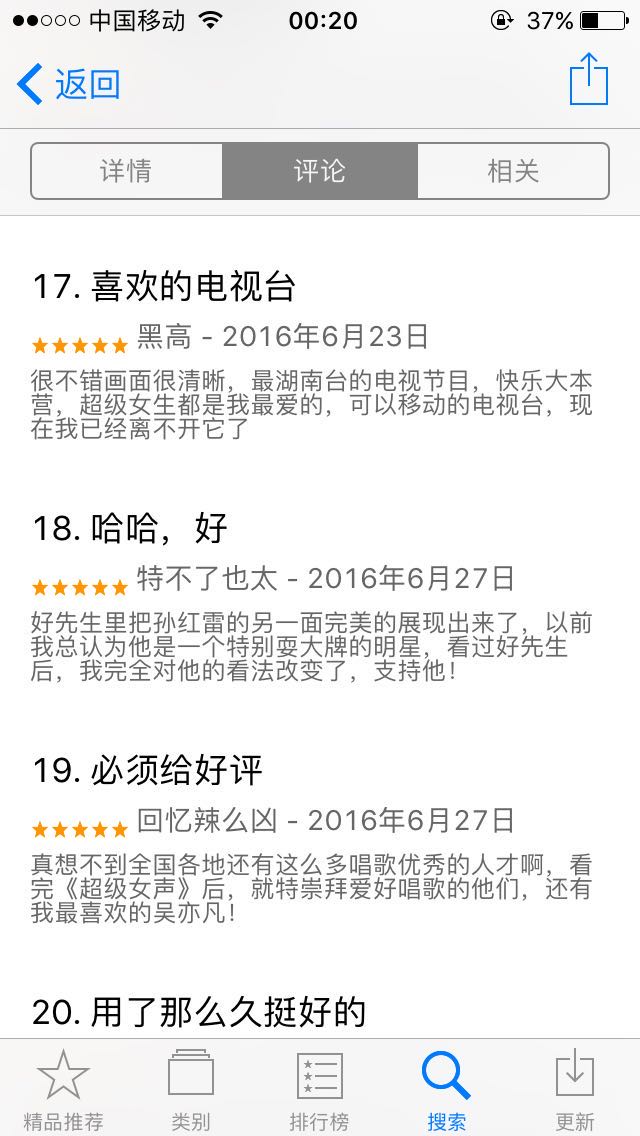 中国移动 00:20 37%
返回
详情 评论 相关
17. 喜欢的电视台
黑高 - 2016年6月23日
很不错画面很清晰，最湖南台的电视节目，快乐大本
营，超级女生都是我最爱的，可以移动的电视台，现
在我已经离不开它了
18. 哈哈，好
特不了也太 - 2016年6月27日
好先生里把孙红雷的另一面完美的展现出来了，以前
我总认为他是一个特别耍大牌的明星，看过好先生
后，我完全对他的看法改变了，支持他！
19. 必须给好评
回忆辣么凶 - 2016年6月27日
真想不到全国各地还有这么多唱歌优秀的人才啊，看
完《超级女声》后，就特崇拜爱好唱歌的他们，还有
我最喜欢的吴亦凡！
20. 用了那么久挺好的
精品推荐 类别 排行榜 搜索 更新